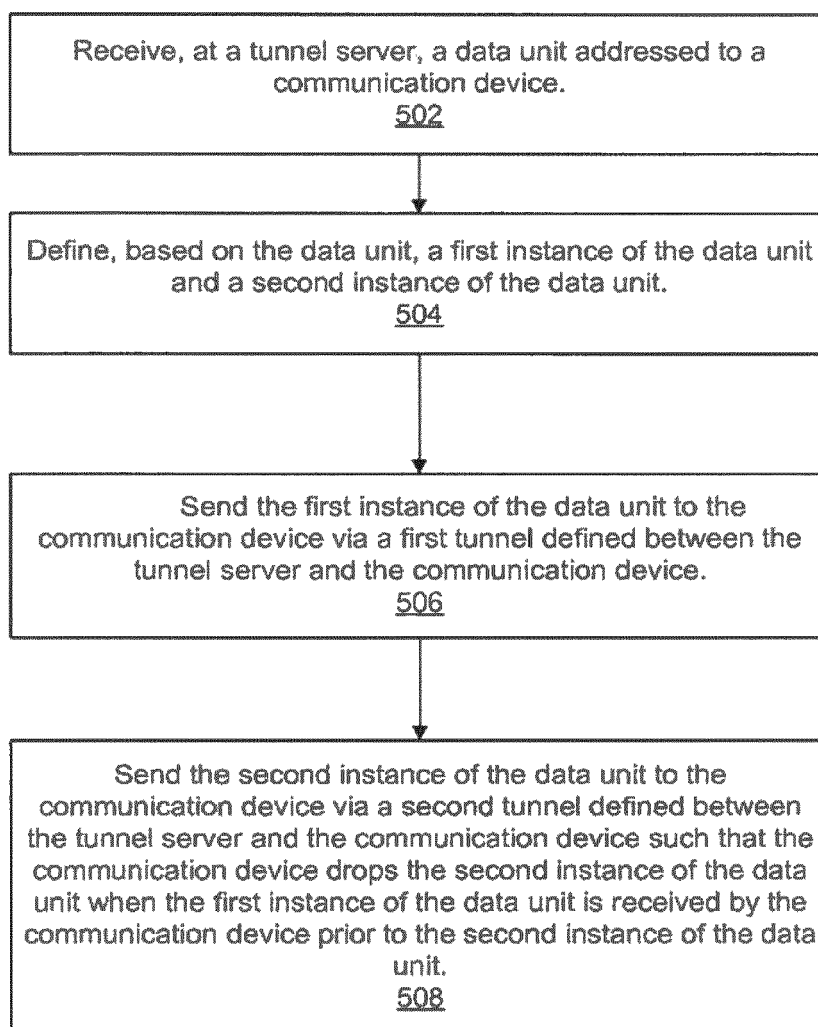 Receive, at a tunnel server, a data unit addressed to a
communication device.
502
Define, based on the data unit, a first instance of the data unit
and a second instance of the data unit.
504
Send the first instance of the data unit to the
communication device via a first tunnel defined between the
tunnel server and the communication device.
506
Send the second instance of the data unit to the
communication device via a second tunnel defined between
the tunnel server and the communication device such that the
communication device drops the second instance of the data
unit when the first instance of the data unit is received by the
communication device prior to the second instance of the data
unit.
508